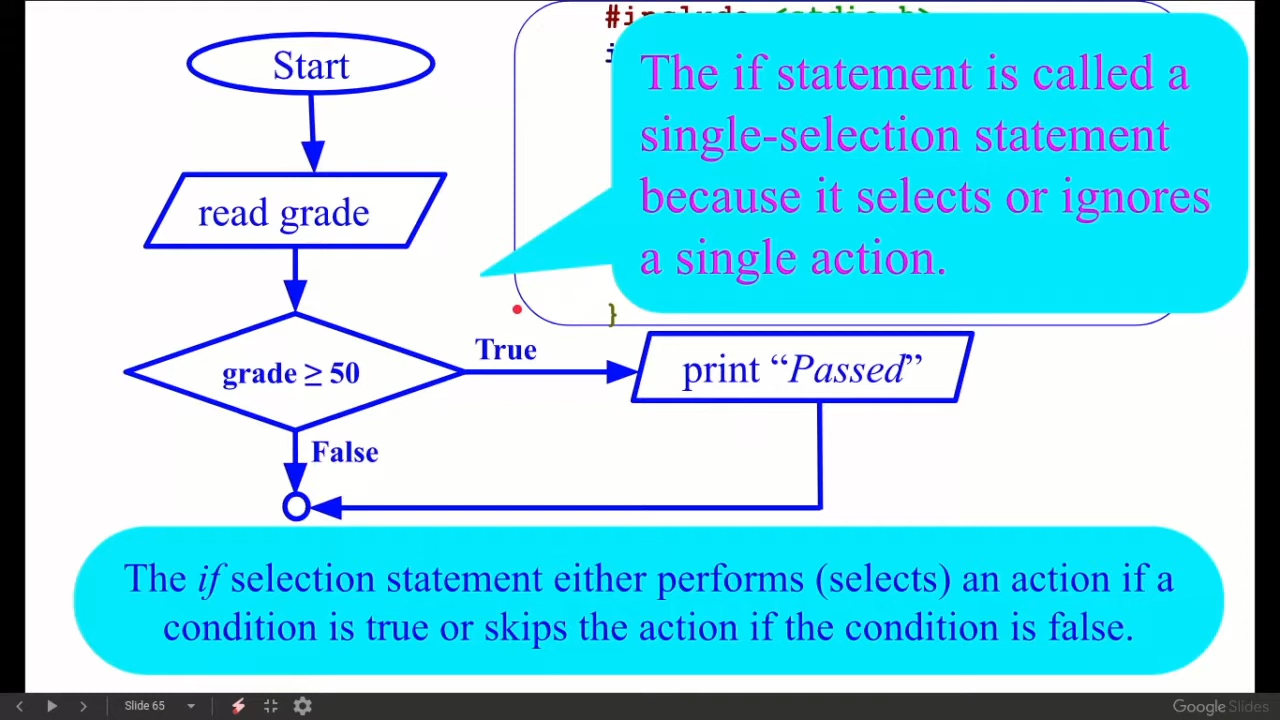 #include <stdio.h>
Start
The if statement is called a
single-selection statement
because it selects or ignores
a single action.
read grade
}
grade ≥ 50
True
print “Passed”
False
The if selection statement either performs (selects) an action if a
condition is true or skips the action if the condition is false.
Slide 65
Google Slides